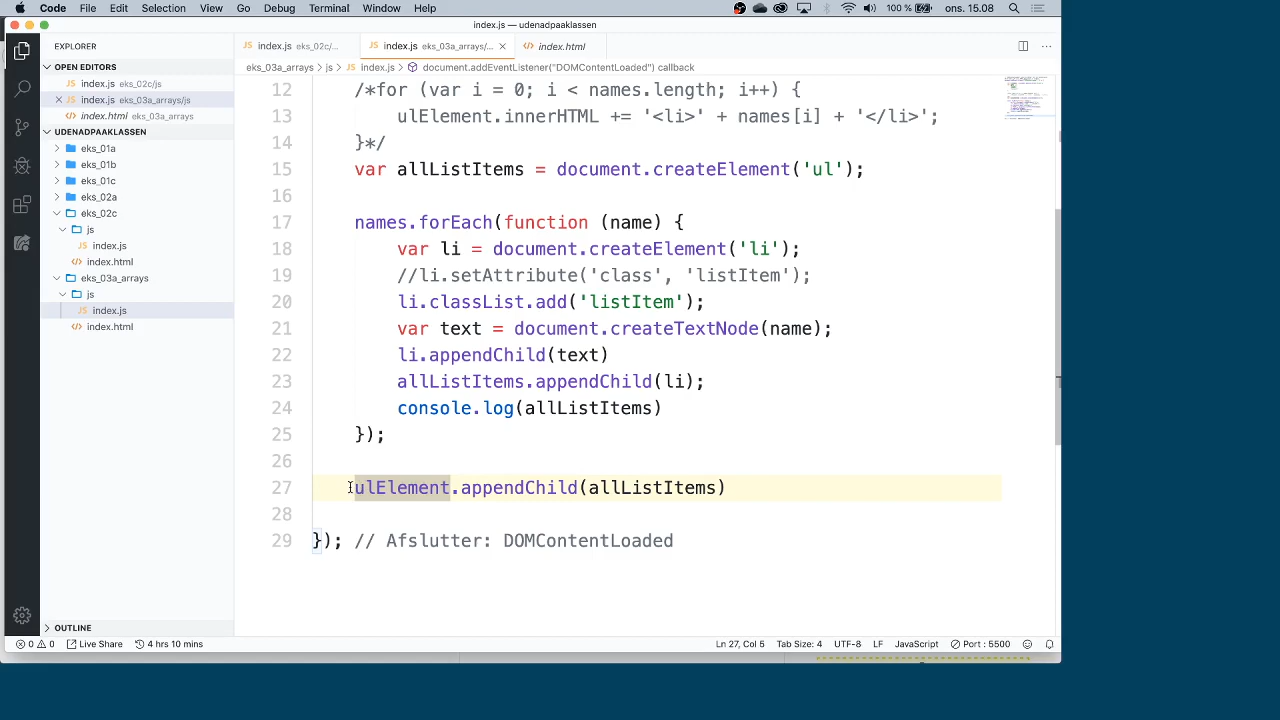 Code File Edit Selection View Go Debug Terminal Window Help 100 % ons. 15.08
index.js — udenadpaaklassen
EXPLORER
index.js eks_02c/...
index.js eks_03a_arrays/...
index.html
OPEN EDITORS
index.js eks_02c/js
index.js eks_03a_arrays/js
index.html eks_03a_arrays
UDENADPAAKLASSEN
eks_01a
eks_01b
eks_01c
eks_02a
eks_02c
js
index.js
index.html
eks_03a_arrays
js
index.js
index.html
OUTLINE
eks_03a_arrays › js › index.js › document.addEventListener("DOMContentLoaded") callback
12 /*for (var i = 0; i < names.length; i++) {
13 ulElement.innerHTML += '<li>' + names[i] + '</li>';
14 }*/
15 var allListItems = document.createElement('ul');
16
17 names.forEach(function (name) {
18 var li = document.createElement('li');
19 //li.setAttribute('class', 'listItem');
20 li.classList.add('listItem');
21 var text = document.createTextNode(name);
22 li.appendChild(text)
23 allListItems.appendChild(li);
24 console.log(allListItems)
25 });
26
27 ulElement.appendChild(allListItems)
28
29 }); // Afslutter: DOMContentLoaded
0 0 Live Share 4 hrs 10 mins Ln 27, Col 5 Tab Size: 4 UTF-8 LF JavaScript Port : 5500